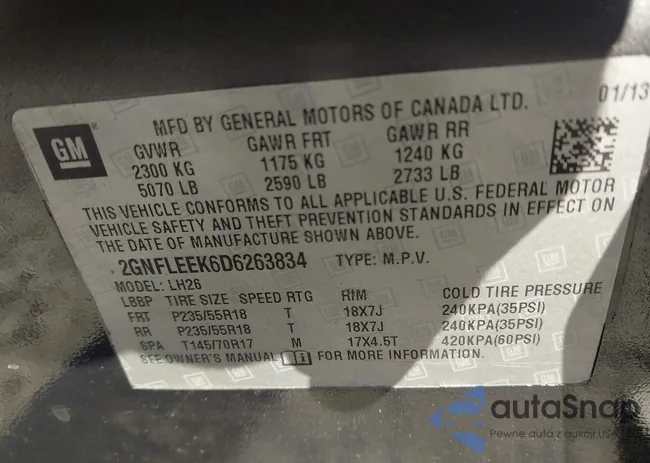 GM
MFD BY GENERAL MOTORS OF CANADA LTD. 01/13
GVWR GAWR FRT GAWR RR
2300 KG 1175 KG 1240 KG
5070 LB 2590 LB 2733 LB
THIS VEHICLE CONFORMS TO ALL APPLICABLE U.S. FEDERAL MOTOR
VEHICLE SAFETY AND THEFT PREVENTION STANDARDS IN EFFECT ON
THE DATE OF MANUFACTURE SHOWN ABOVE.
2GNFLEEK6D6263834 TYPE: M.P.V.
MODEL: LH26
LBBP TIRE SIZE SPEED RTG RIM COLD TIRE PRESSURE
FRT P235/55R18 T 18X7J 240KPA(35PSI)
RR P235/55R18 T 18X7J 240KPA(35PSI)
SPA T145/70R17 M 17X4.5T 420KPA(60PSI)
SEE OWNER'S MANUAL FOR MORE INFORMATION.
autaSnap
Pewne auta z aukcji USA